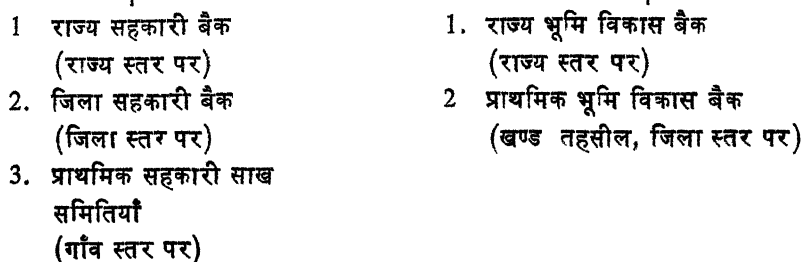 1 राज्य सहकारी बैंक
(राज्य स्तर पर)
2. जिला सहकारी बैंक
(जिला स्तर पर)
3. प्राथमिक सहकारी साख
समितियाँ
(गाँव स्तर पर)
1. राज्य भूमि विकास बैंक
(राज्य स्तर पर)
2 प्राथमिक भूमि विकास बैंक
(खण्ड तहसील, जिला स्तर पर)